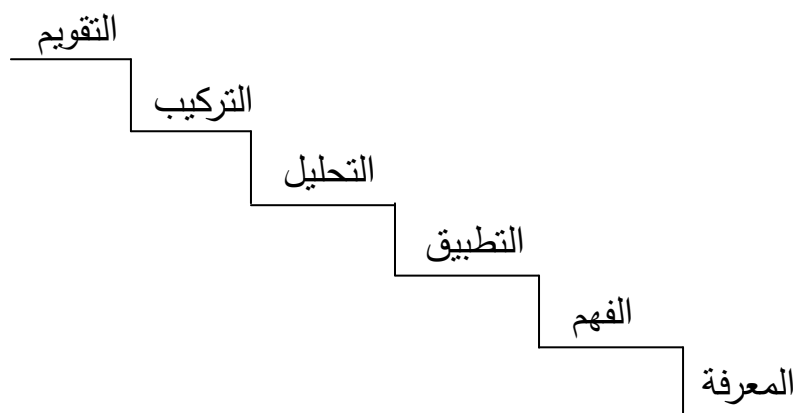 التقويم
التركيب
التحليل
التطبيق
الفهم
المعرفة